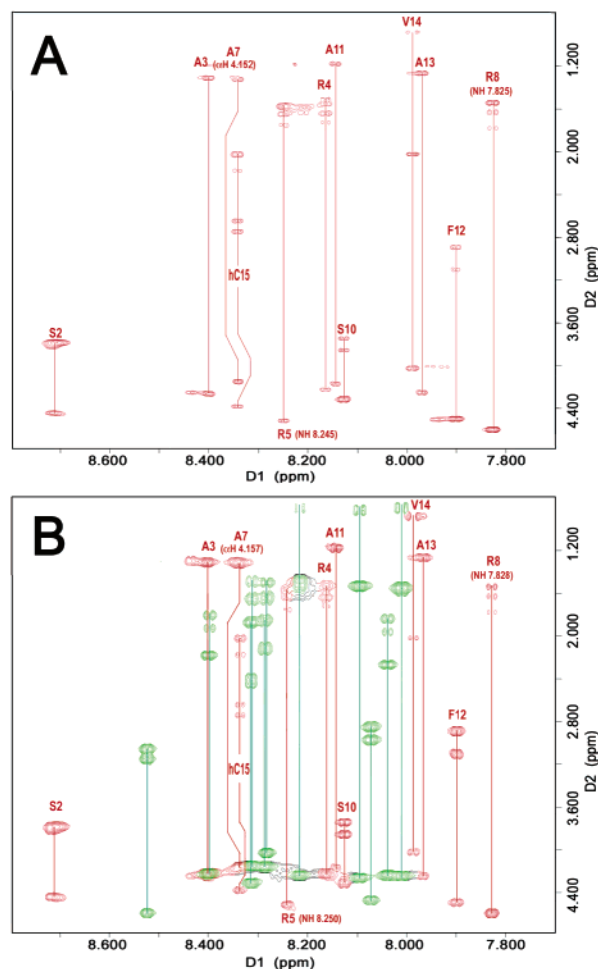 A
V14
A7
A11
A3
(αH 4.152)
R4
A13
R8
(NH 7.825)
1.200
2.000
2.800
3.600
4.400
D2 (ppm)
F12
hC15
S2
S10
R5 (NH 8.245)
8.600
8.400
8.200
8.000
7.800
D1 (ppm)
B
V14
A7
A11
A3
(αH 4.157)
R4
A13
R8
(NH 7.828)
1.200
2.000
2.800
3.600
4.400
D2 (ppm)
F12
hC15
S2
S10
R5 (NH 8.250)
8.600
8.400
8.200
8.000
7.800
D1 (ppm)